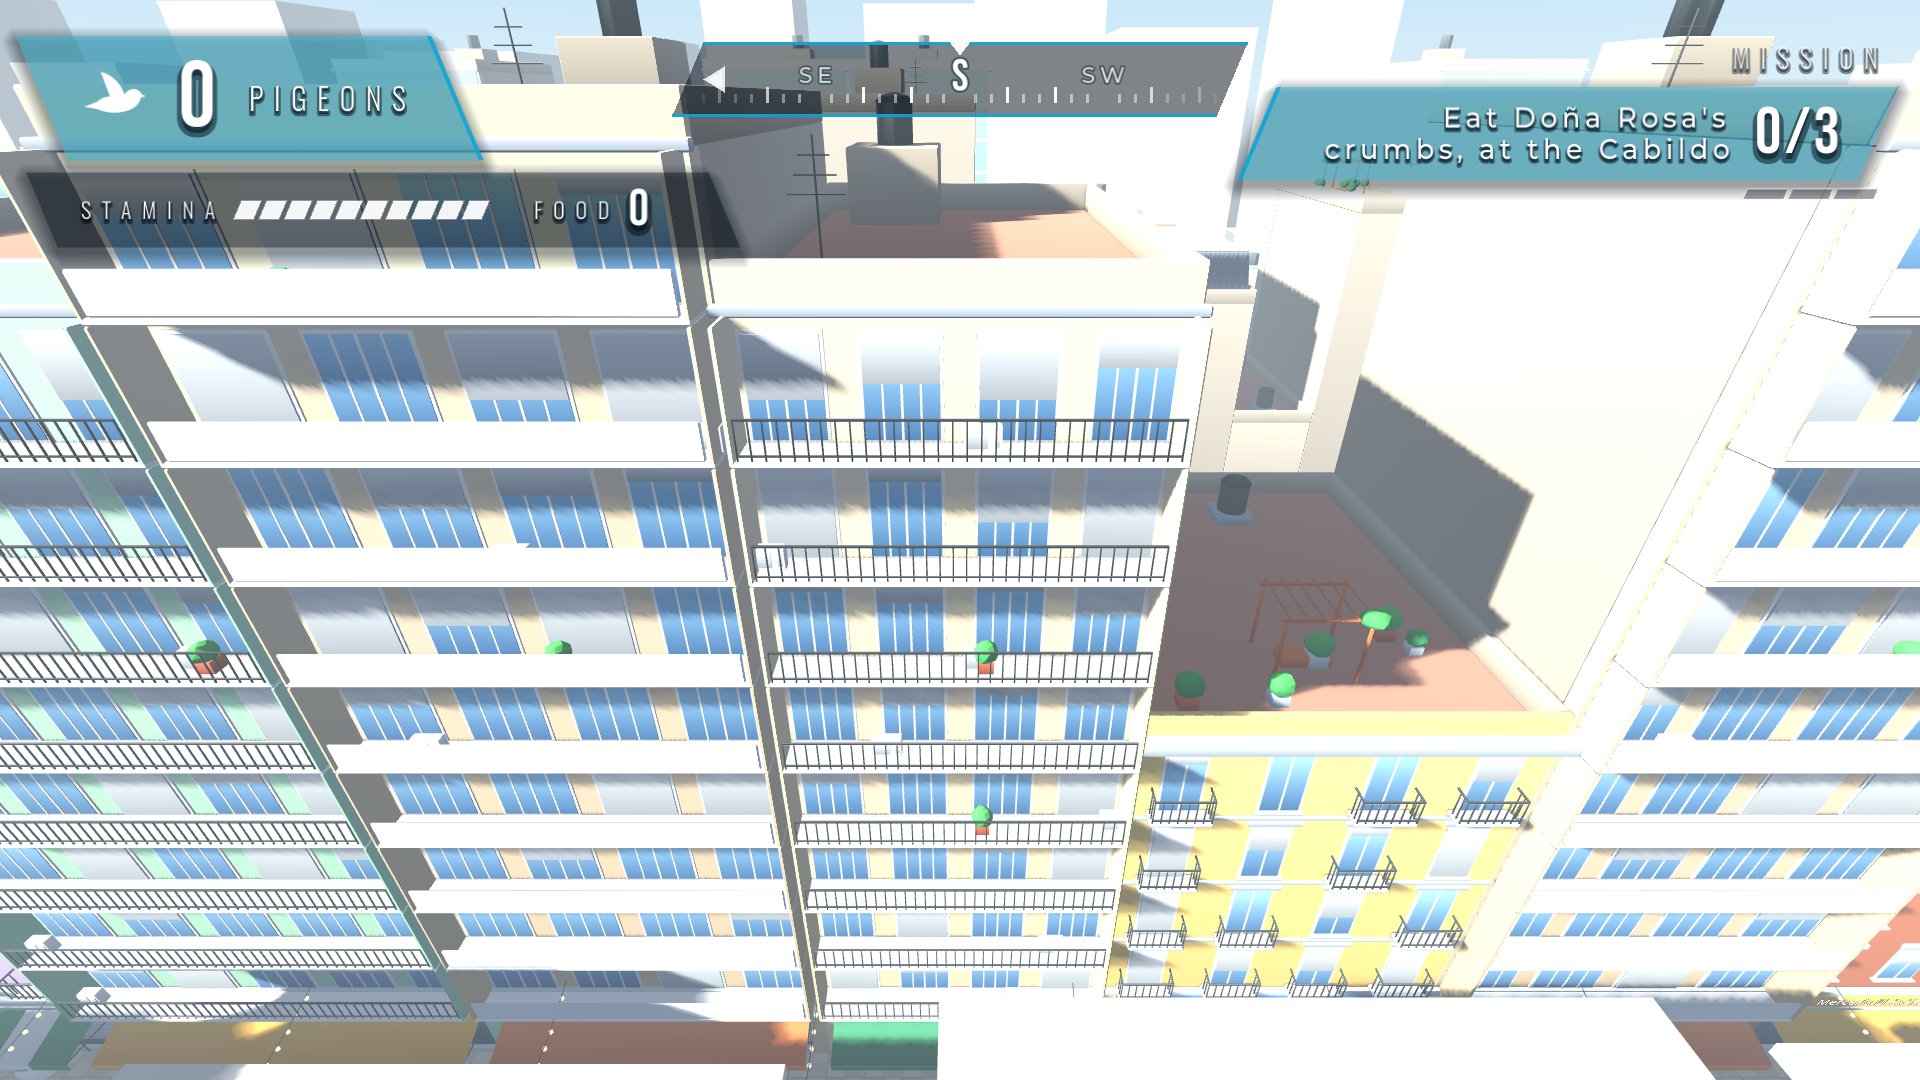 0 PIGEONS
STAMINA FOOD 0
SE S SW
MISSION
Eat Doña Rosa's
crumbs, at the Cabildo
0/3